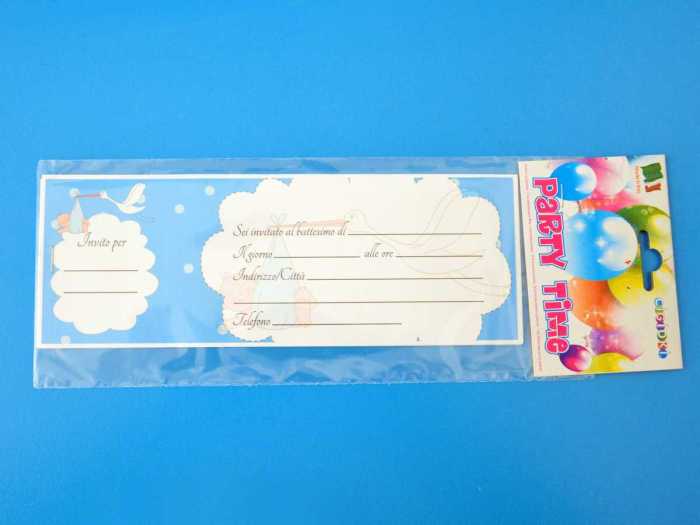 Invito per
Sei invitato al battesimo di
Il giorno alle ore
Indirizzo/Città
Telefono
PARTY TIME